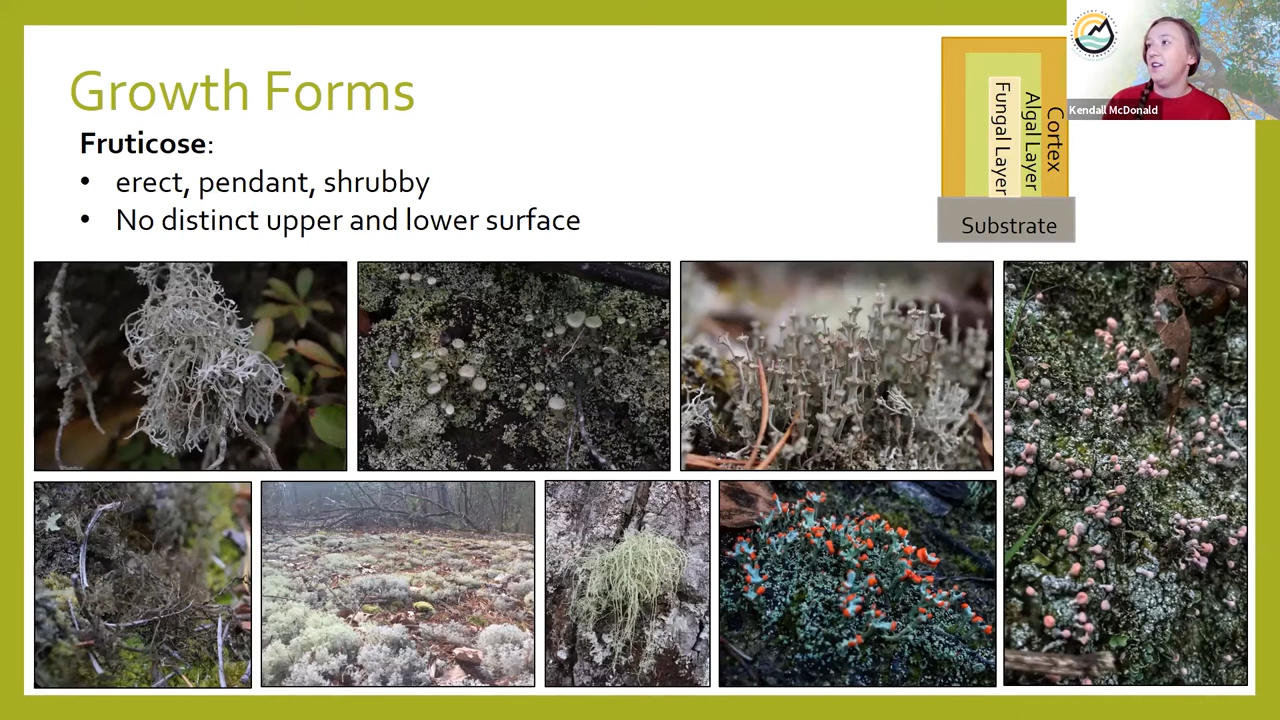 Growth Forms
Fruticose:
• erect, pendant, shrubby
• No distinct upper and lower surface
Fungal Layer
Algal Layer
Cortex
Substrate
Kendall McDonald